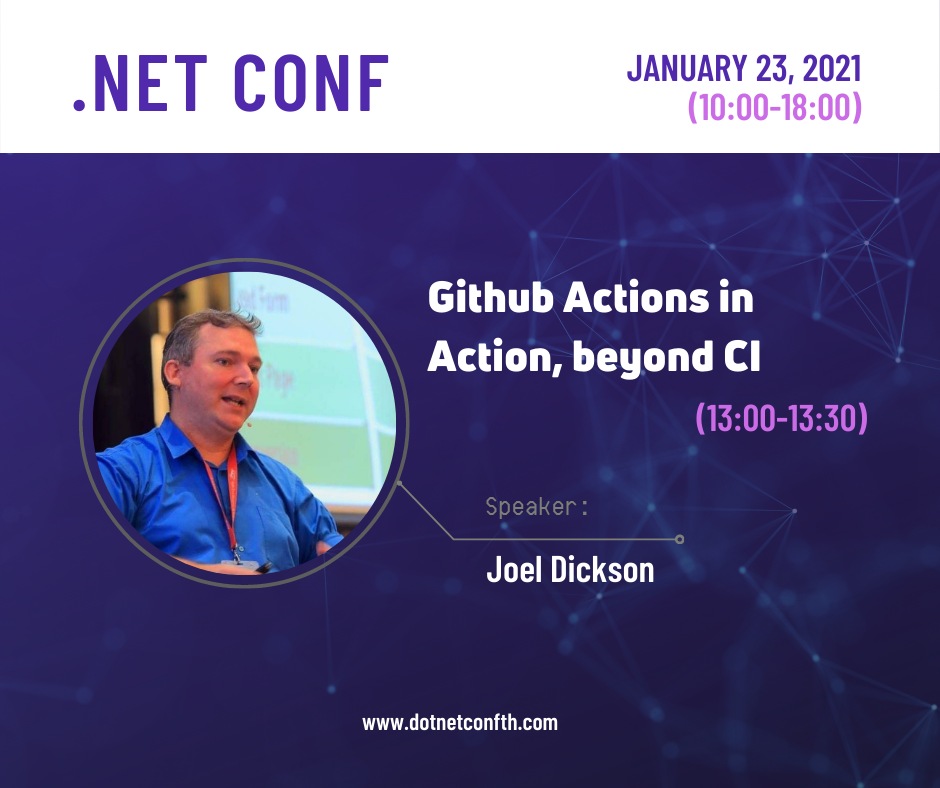 .NET CONF
JANUARY 23, 2021
(10:00-18:00)
Github Actions in
Action, beyond CI
(13:00-13:30)
Speaker:
Joel Dickson
www.dotnetconfth.com